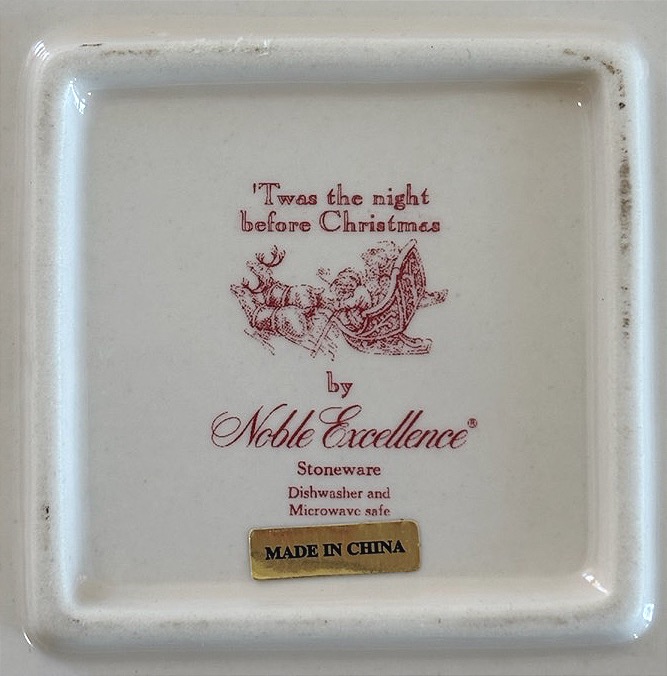 'Twas the night
before Christmas
by
Noble Excellence®
Stoneware
Dishwasher and
Microwave safe
MADE IN CHINA